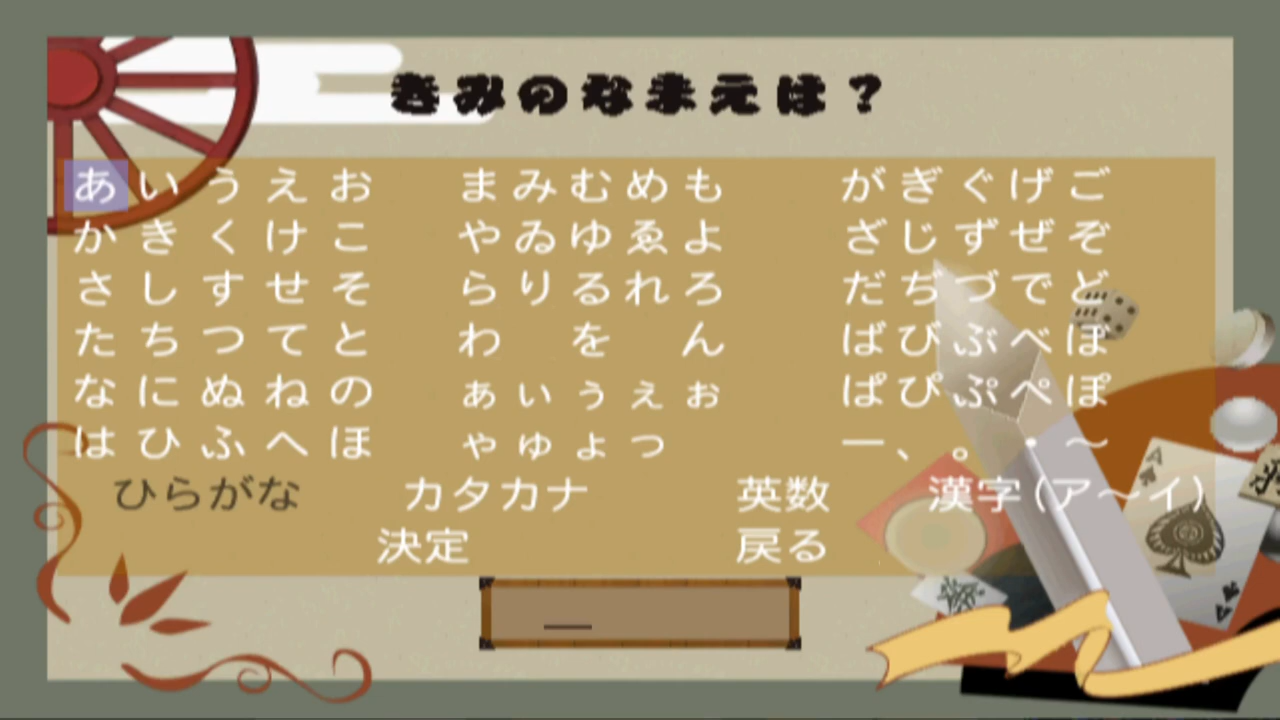 きみのなまえは？
あいうえお　まみむめも　がぎぐげご
かきくけこ　やゐゆゑよ　ざじずぜぞ
さしすせそ　らりるれろ　だぢづでど
たちつてと　わ　を　ん　ばびぶべぼ
なにぬねの　ぁぃぅぇぉ　ぱぴぷぺぽ
はひふへほ　ゃゅょっ　ー、。・～
ひらがな　カタカナ　英数　漢字(ア～イ)
決定　戻る
A